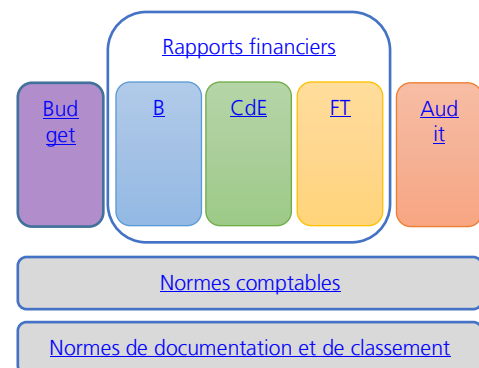 Rapports financiers
Bud
get
B
CdE
FT
Aud
it
Normes comptables
Normes de documentation et de classement